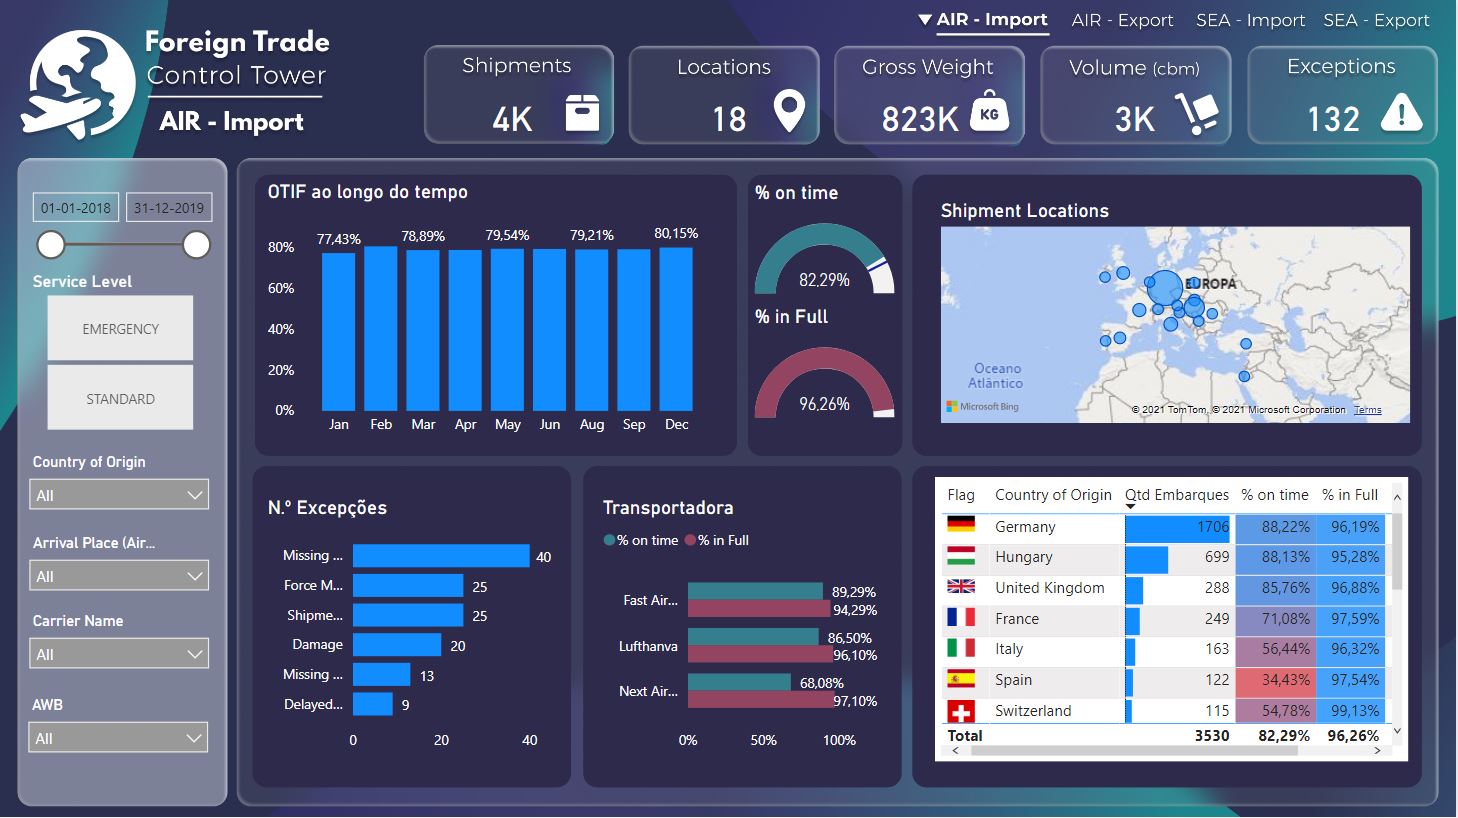 ▼ AIR - Import AIR - Export SEA - Import SEA - Export
Foreign Trade
Control Tower
AIR - Import
Shipments
4K
Locations
18
Gross Weight
823K
KG
Volume (cbm)
3K
Exceptions
132
01-01-2018 31-12-2019
Service Level
EMERGENCY
STANDARD
Country of Origin
All
Arrival Place (Air...
All
Carrier Name
All
AWB
All
OTIF ao longo do tempo
77,43% 78,89% 79,54% 79,21% 80,15%
80%
60%
40%
20%
0%
Jan Feb Mar Apr May Jun Aug Sep Dec
% on time
82,29%
% in Full
96,26%
Shipment Locations
EUROPA
Oceano
Atlântico
Microsoft Bing
© 2021 TomTom, © 2021 Microsoft Corporation Terms
N.º Excepções
Missing ... 40
Force M... 25
Shipme... 25
Damage 20
Missing ... 13
Delayed... 9
0 20 40
Transportadora
% on time % in Full
Fast Air... 89,29%
94,29%
Lufthanva 86,50%
96,10%
Next Air... 68,08%
97,10%
0% 50% 100%
Flag Country of Origin Qtd Embarques % on time % in Full
Germany 1706 88,22% 96,19%
Hungary 699 88,13% 95,28%
United Kingdom 288 85,76% 96,88%
France 249 71,08% 97,59%
Italy 163 56,44% 96,32%
Spain 122 34,43% 97,54%
Switzerland 115 54,78% 99,13%
Total 3530 82,29% 96,26%